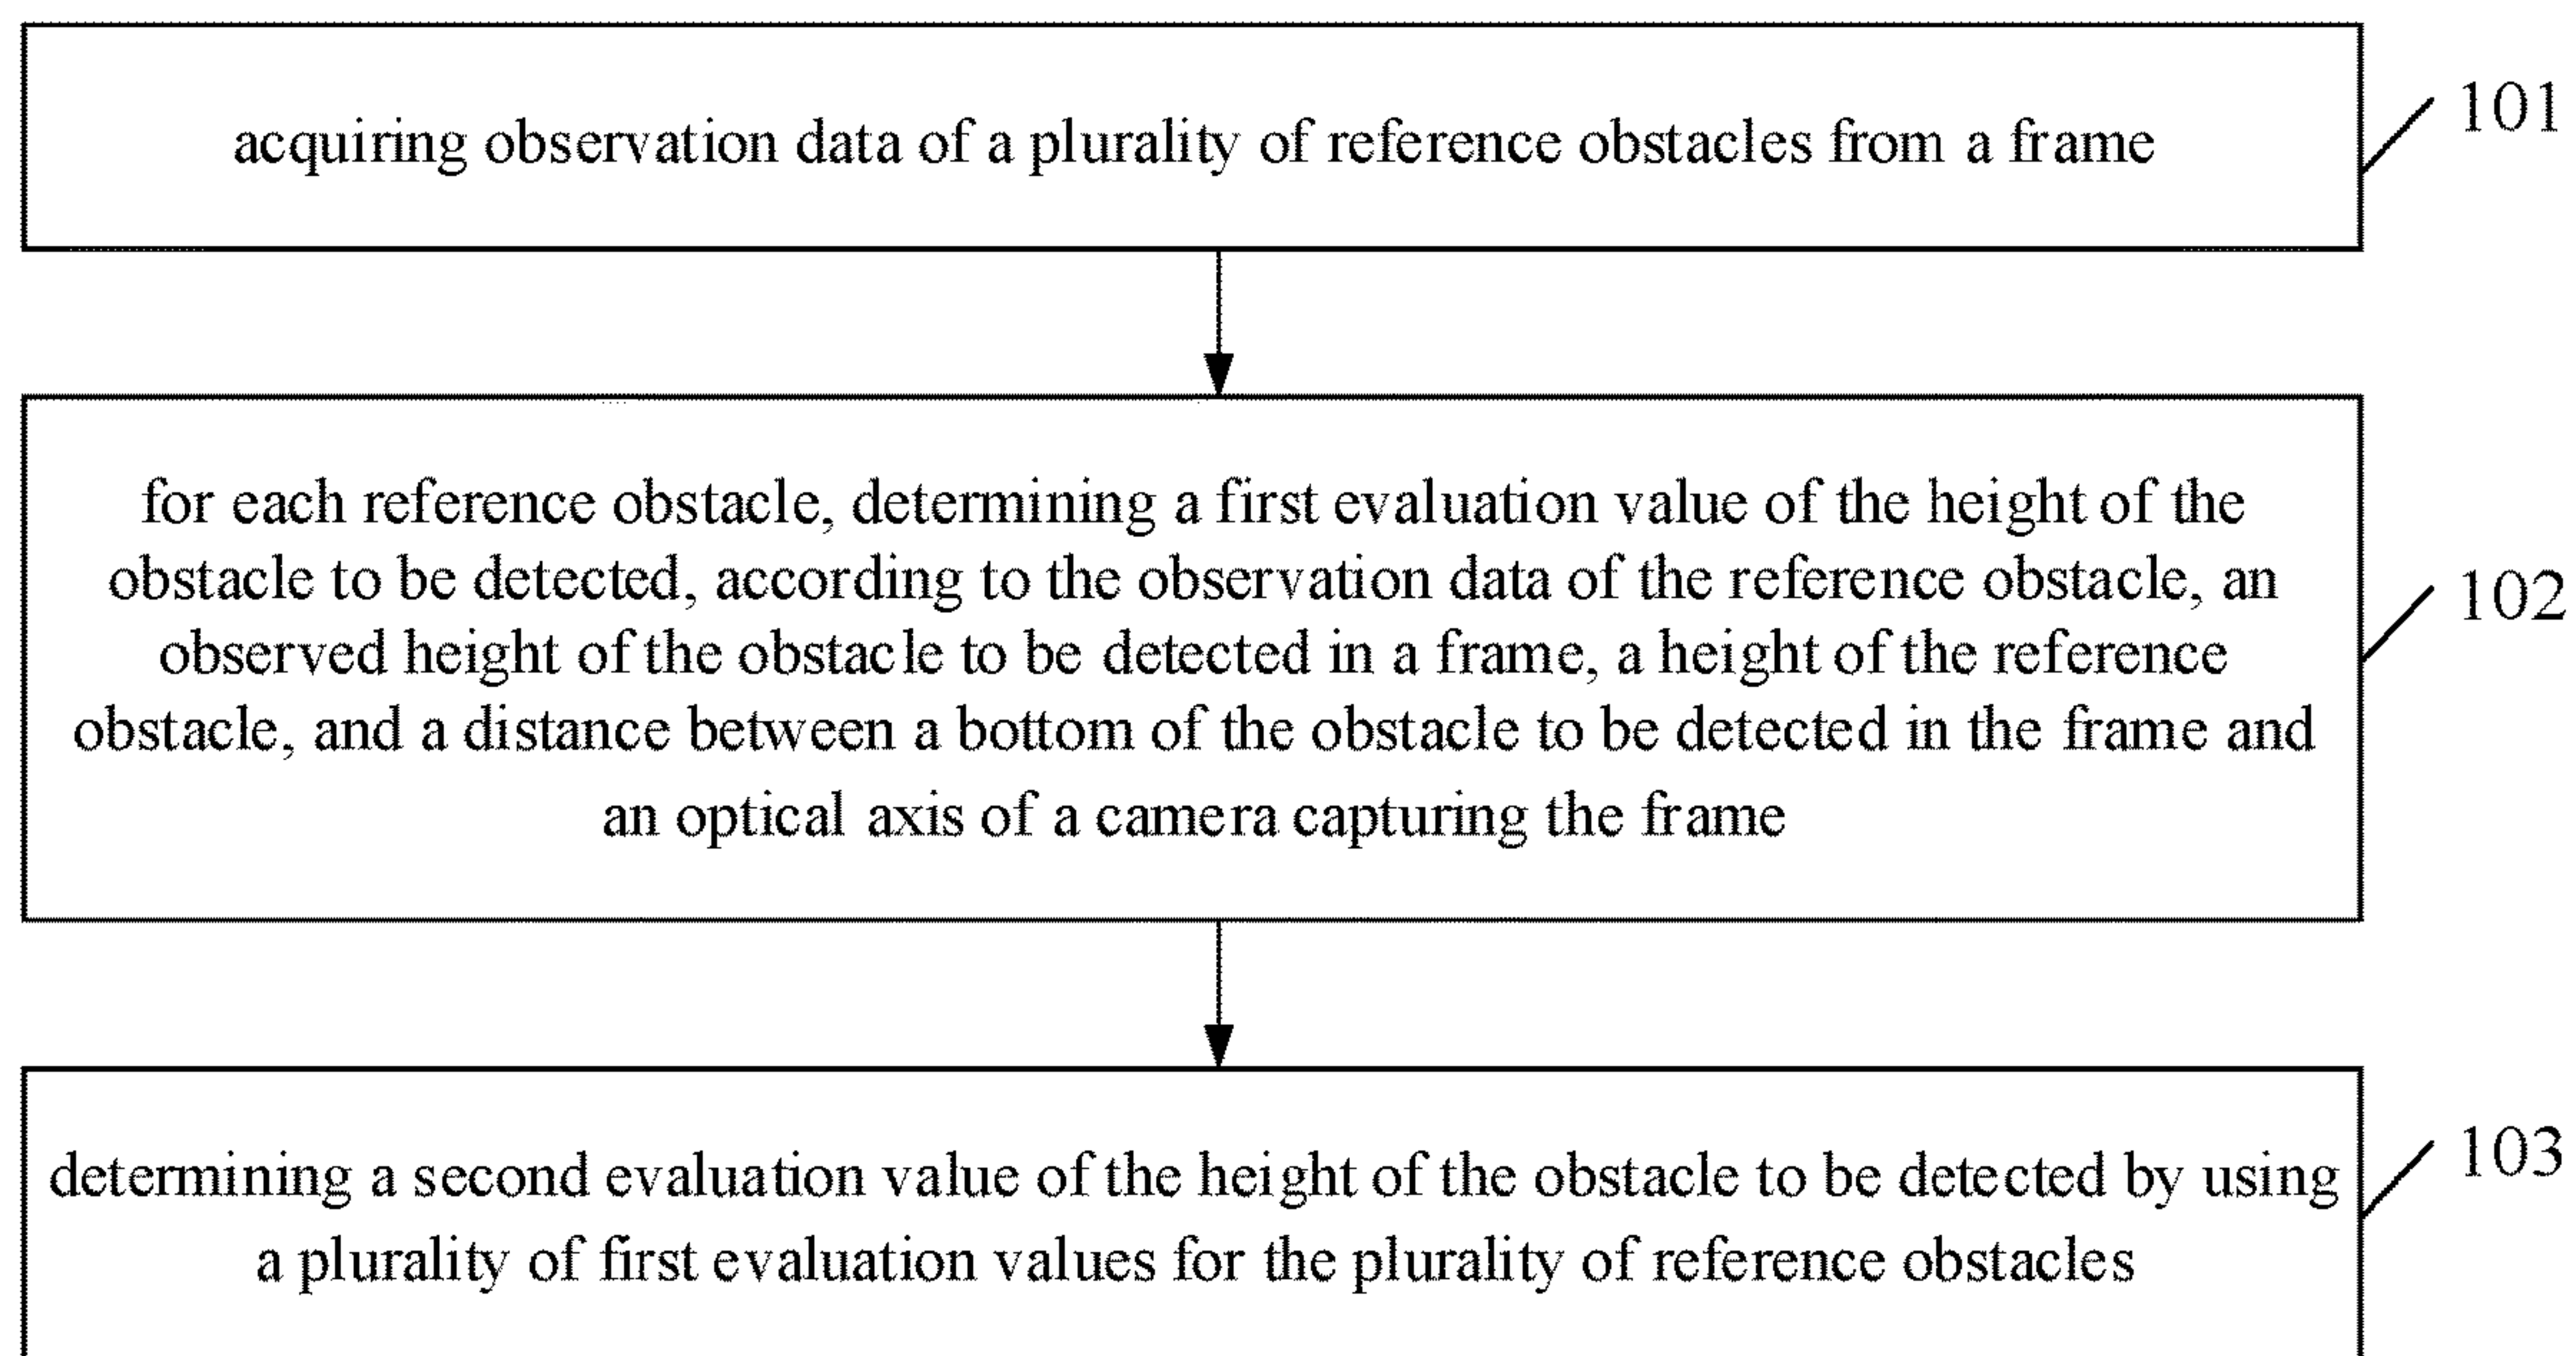 acquiring observation data of a plurality of reference obstacles from a frame
101
for each reference obstacle, determining a first evaluation value of the height of the
obstacle to be detected, according to the observation data of the reference obstacle, an
observed height of the obstacle to be detected in a frame, a height of the reference
obstacle, and a distance between a bottom of the obstacle to be detected in the frame and
an optical axis of a camera capturing the frame
102
determining a second evaluation value of the height of the obstacle to be detected by using
a plurality of first evaluation values for the plurality of reference obstacles
103